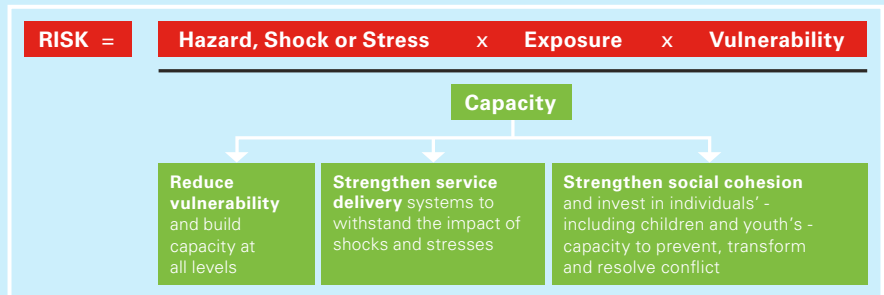 RISK = Hazard, Shock or Stress x Exposure x Vulnerability
Capacity
Reduce
vulnerability
and build
capacity at
all levels
Strengthen service
delivery systems to
withstand the impact of
shocks and stresses
Strengthen social cohesion
and invest in individuals’ -
including children and youth's -
capacity to prevent, transform
and resolve conflict